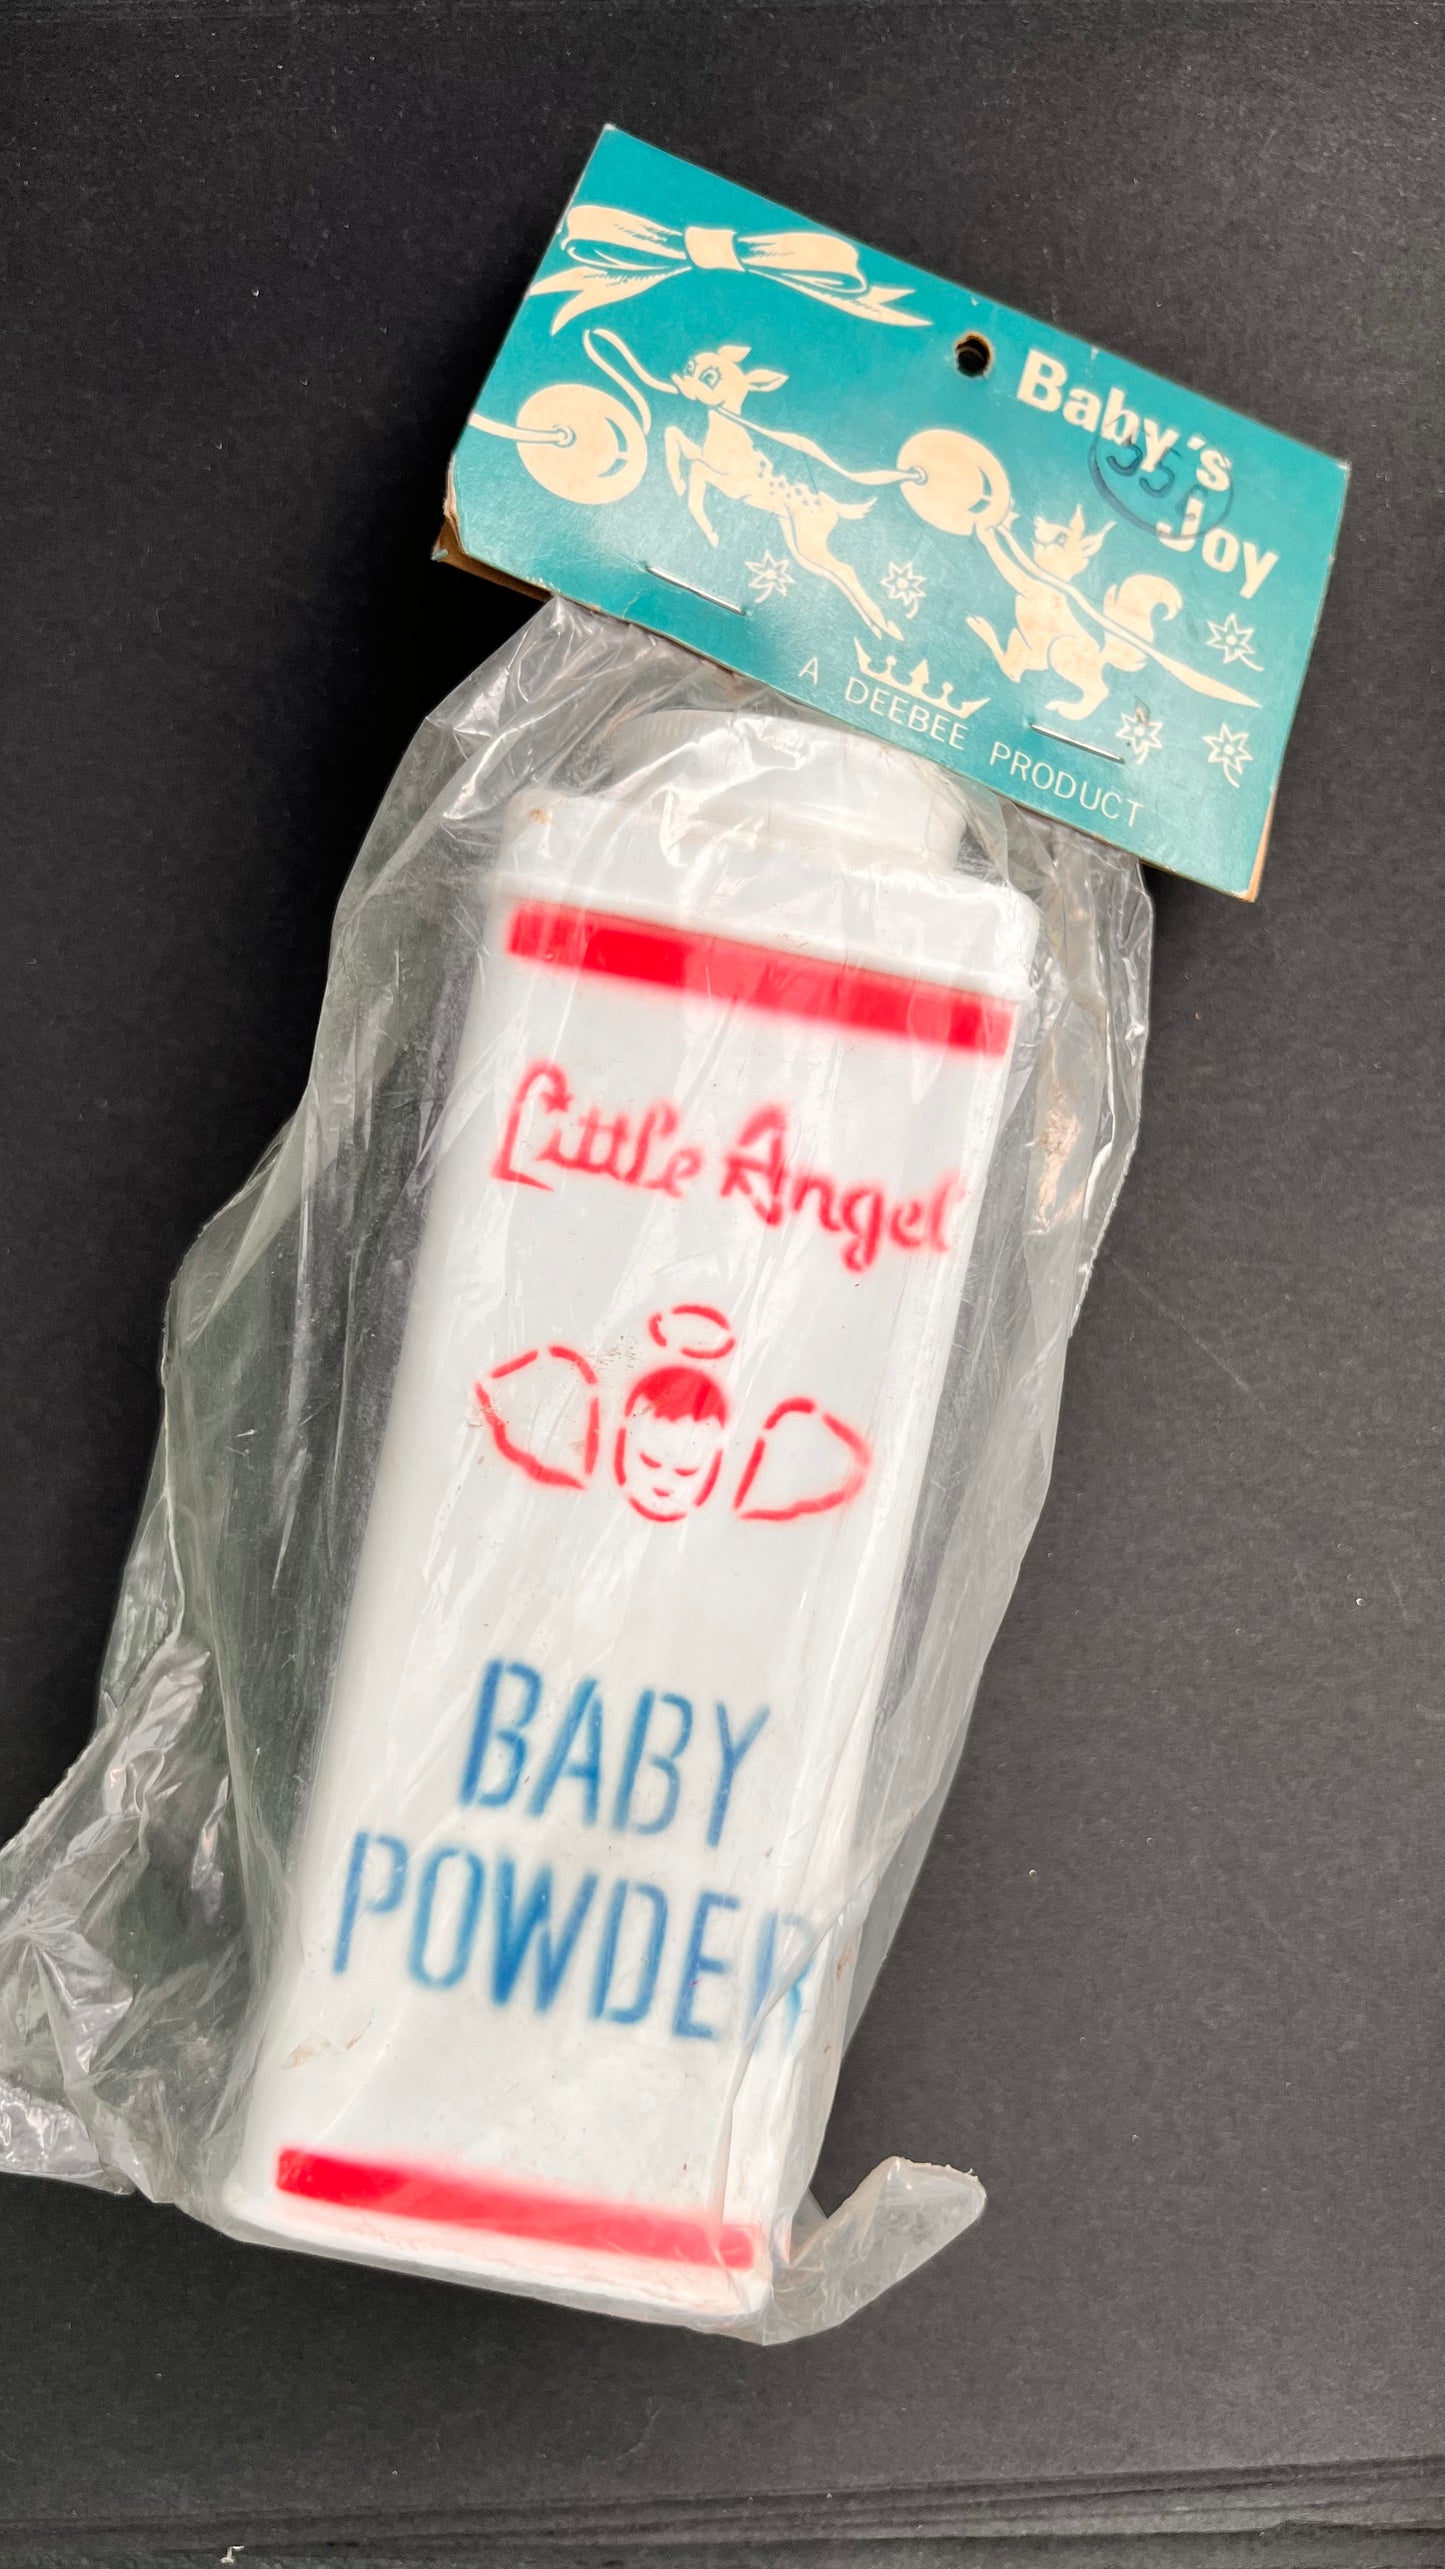 Baby's
Joy
A DEEBEE PRODUCT
Little Angel
BABY
POWDER